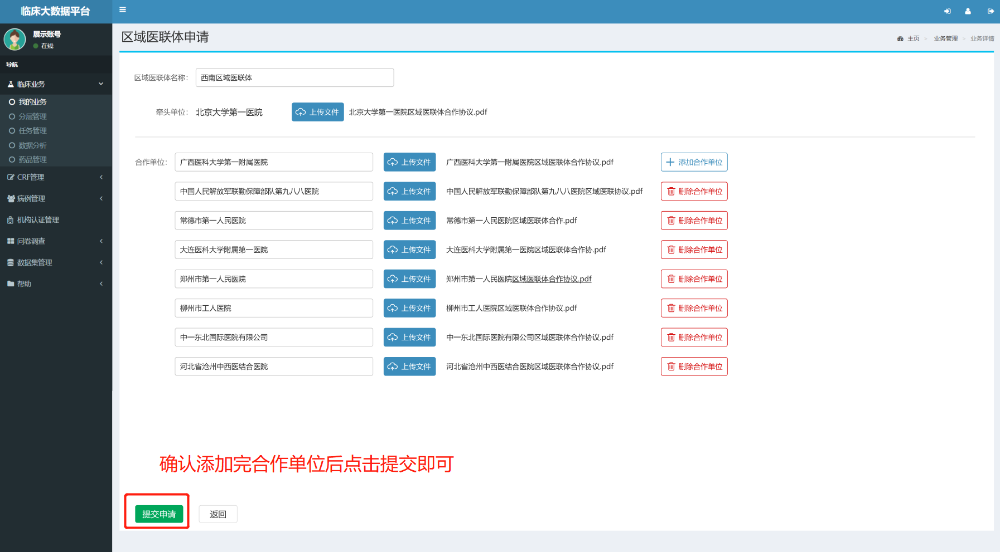 临床大数据平台
展示账号
在线
导航
临床业务
我的业务
分层管理
任务管理
数据分析
药品管理
CRF管理
病例管理
机构认证管理
问卷调查
数据集管理
帮助
区域医联体申请
主页 > 业务管理 > 业务详情
区域医联体名称: 西南区域医联体
牵头单位: 北京大学第一医院 上传文件 北京大学第一医院区域医联体合作协议.pdf
合作单位: 广西医科大学第一附属医院 上传文件 广西医科大学第一附属医院区域医联体合作协议.pdf 添加合作单位
中国人民解放军联勤保障部队第九八八医院 上传文件 中国人民解放军联勤保障部队第九八八医院区域医联协议.pdf 删除合作单位
常德市第一人民医院 上传文件 常德市第一人民医院区域医联体合作.pdf 删除合作单位
大连医科大学附属第一医院 上传文件 大连医科大学附属第一医院区域医联体合作协.pdf 删除合作单位
郑州市第一人民医院 上传文件 郑州市第一人民医院区域医联体合作协议.pdf 删除合作单位
柳州市工人医院 上传文件 柳州市工人医院区域医联体合作协议.pdf 删除合作单位
中一东北国际医院有限公司 上传文件 中一东北国际医院有限公司区域医联体合作协议.pdf 删除合作单位
河北省沧州中西医结合医院 上传文件 河北省沧州中西医结合医院区域医联体合作协议.pdf 删除合作单位
确认添加完合作单位后点击提交即可
提交申请 返回